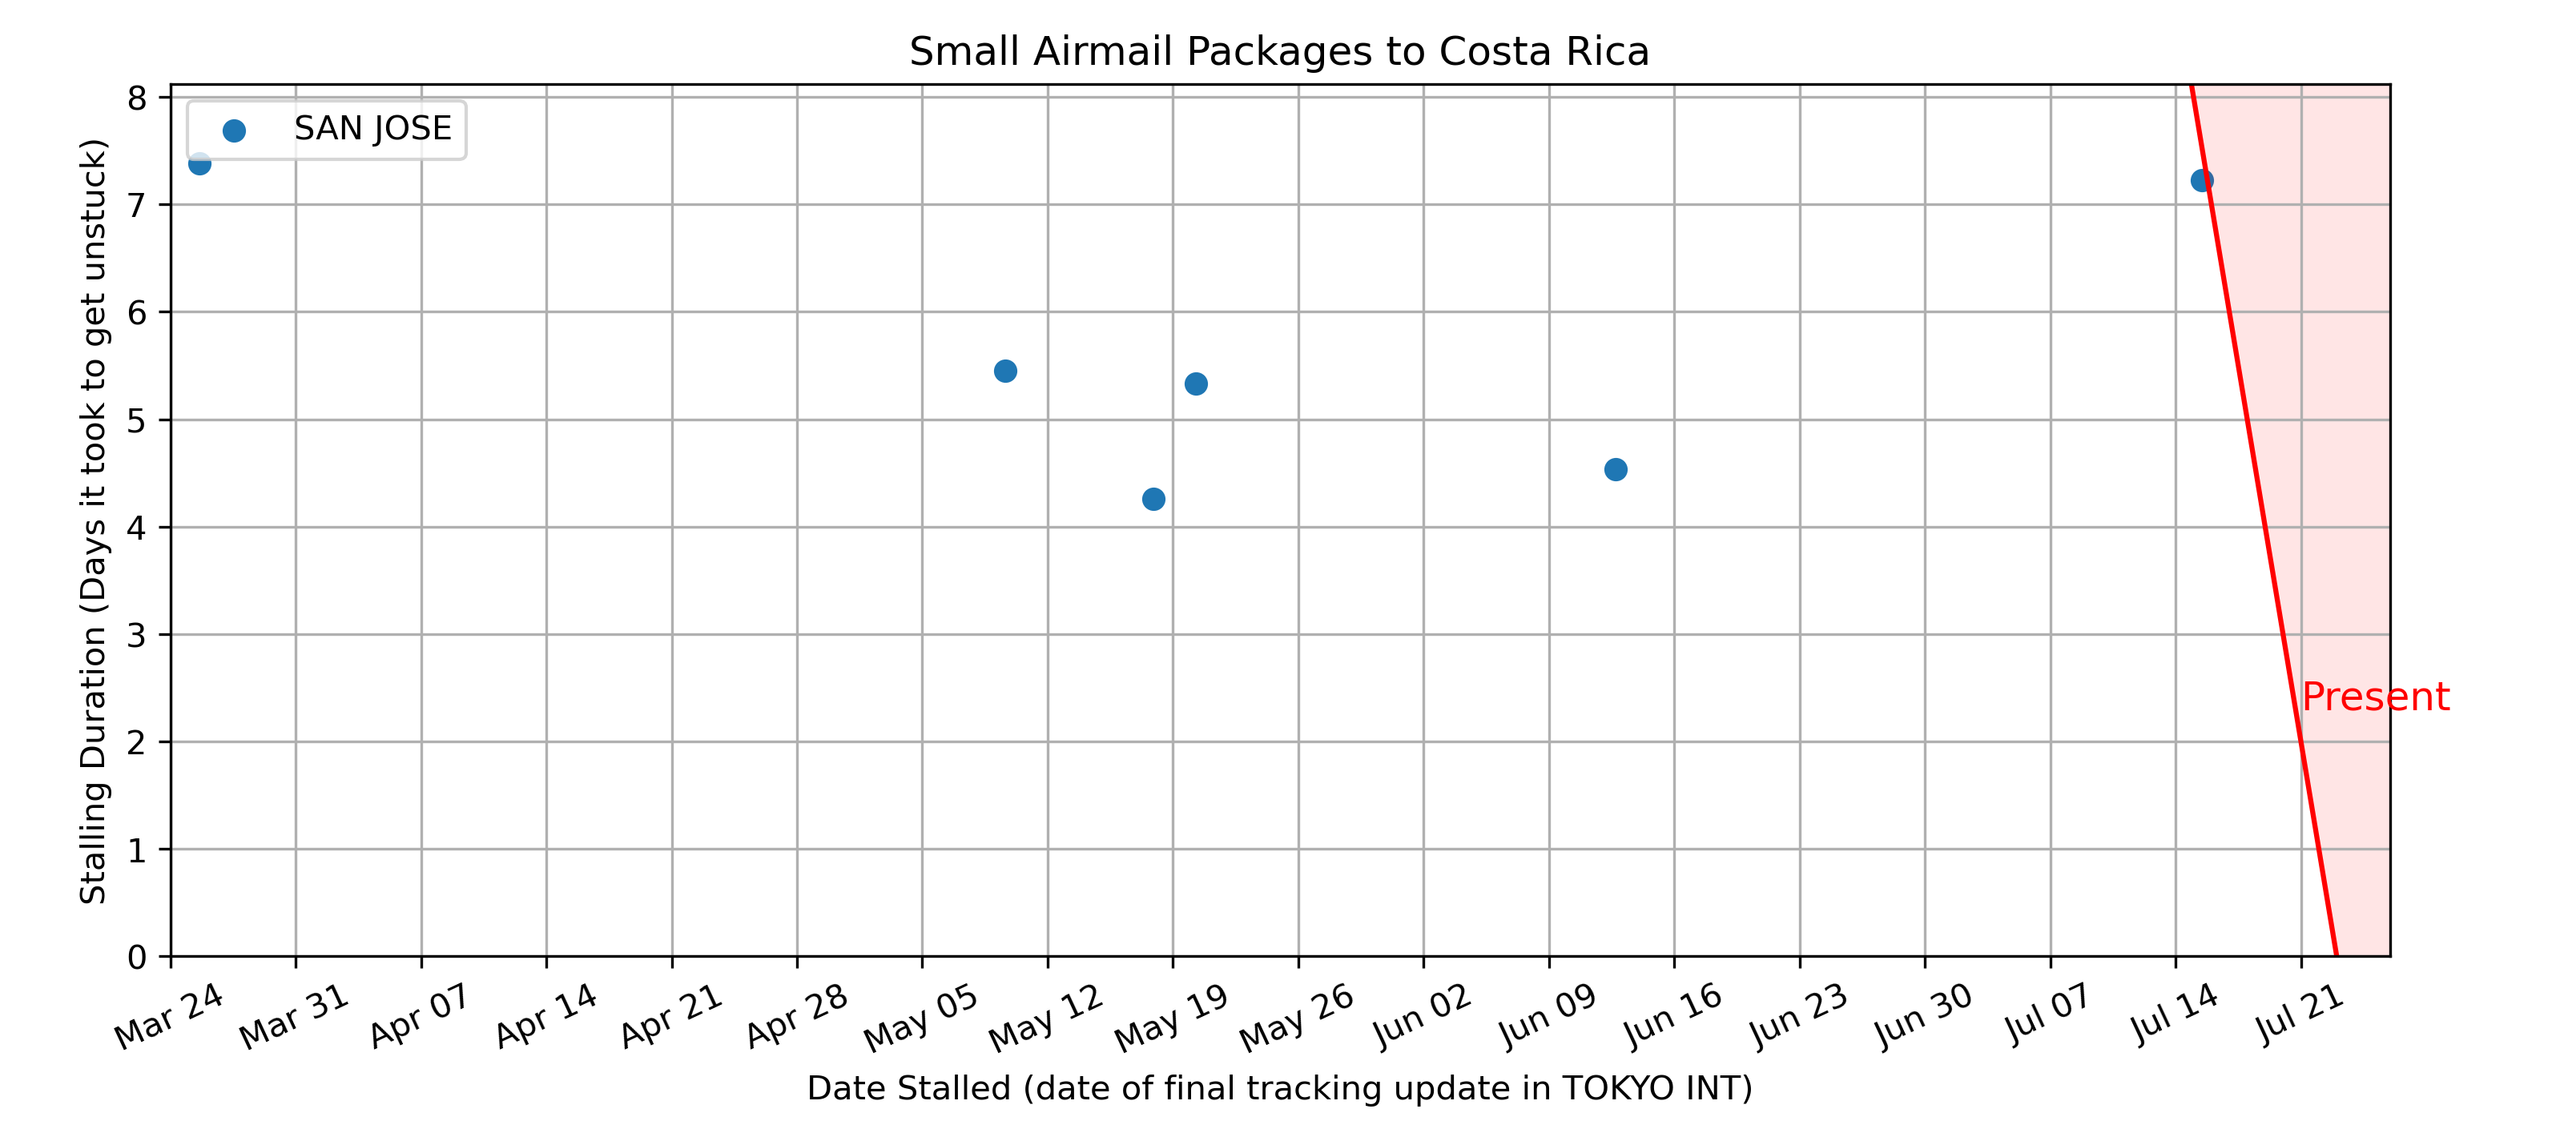 Small Airmail Packages to Costa Rica
SAN JOSE
Stalling Duration (Days it took to get unstuck)
8
7
6
5
4
3
2
1
0
Present
Mar 24 Mar 31 Apr 07 Apr 14 Apr 21 Apr 28 May 05 May 12 May 19 May 26 Jun 02 Jun 09 Jun 16 Jun 23 Jun 30 Jul 07 Jul 14 Jul 21
Date Stalled (date of final tracking update in TOKYO INT)